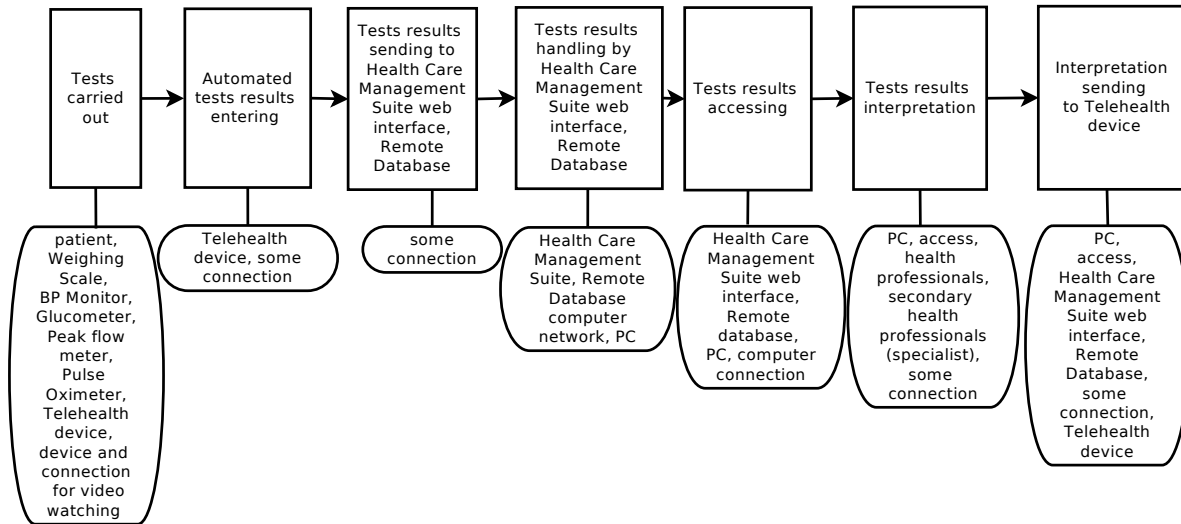 Tests
carried
out
Automated
tests results
entering
Tests results
sending to
Health Care
Management
Suite web
interface,
Remote
Database
Tests results
handling by
Health Care
Management
Suite web
interface,
Remote
Database
Tests results
accessing
Tests results
interpretation
Interpretation
sending
to Telehealth
device
patient,
Weighing
Scale,
BP Monitor,
Glucometer,
Peak flow
meter,
Pulse
Oximeter,
Telehealth
device,
device and
connection
for video
watching
Telehealth
device, some
connection
some
connection
Health Care
Management
Suite, Remote
Database
computer
network, PC
Health Care
Management
Suite web
interface,
Remote
database,
PC, computer
connection
PC, access,
health
professionals,
secondary
health
professionals
(specialist),
some
connection
PC,
access,
Health Care
Management
Suite web
interface,
Remote
Database,
some
connection,
Telehealth
device